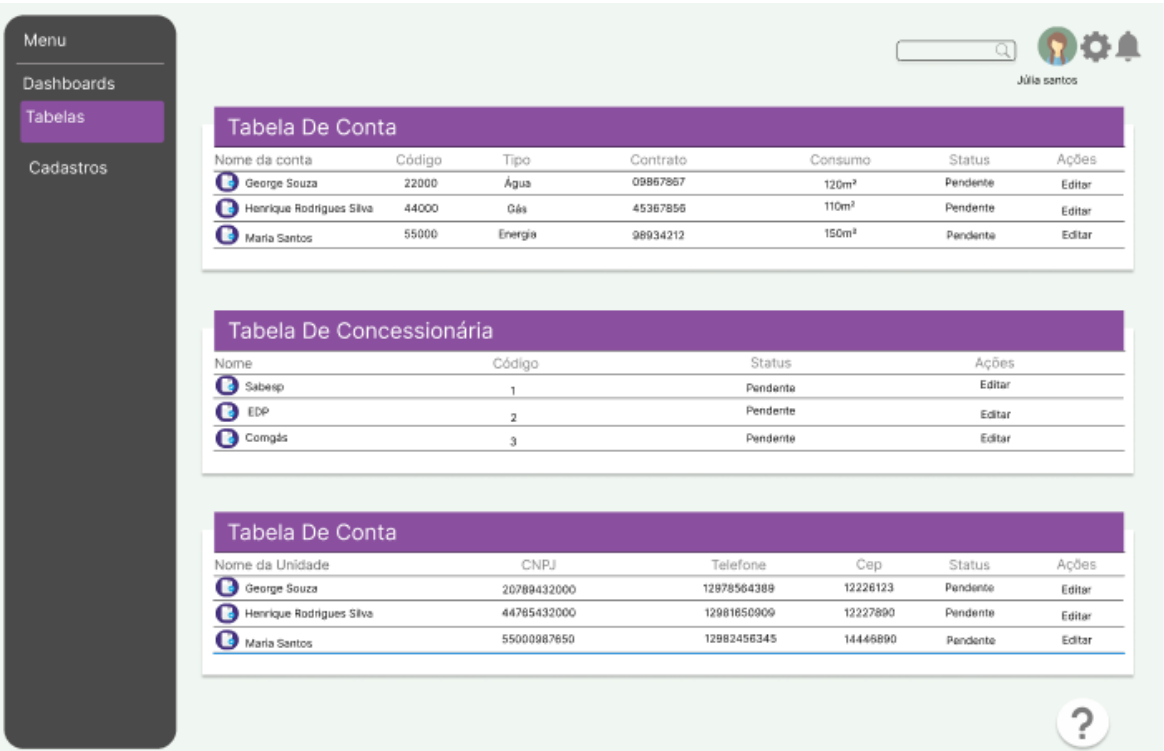 Menu
Dashboards
Tabelas
Cadastros
Júlia santos
Tabela De Conta
Nome da conta Código Tipo Contrato Consumo Status Ações
George Souza 22000 Água 09867867 120m³ Pendente Editar
Henrique Rodrigues Silva 44000 Gás 45367856 110m³ Pendente Editar
Maria Santos 55000 Energia 98934212 150m³ Pendente Editar
Tabela De Concessionária
Nome Código Status Ações
Sabesp 1 Pendente Editar
EDP 2 Pendente Editar
Comgás 3 Pendente Editar
Tabela De Conta
Nome da Unidade CNPJ Telefone Cep Status Ações
George Souza 20789432000 12978564389 12226123 Pendente Editar
Henrique Rodrigues Silva 44765432000 12981650909 12227890 Pendente Editar
Maria Santos 55000987650 12982456345 14446890 Pendente Editar
?